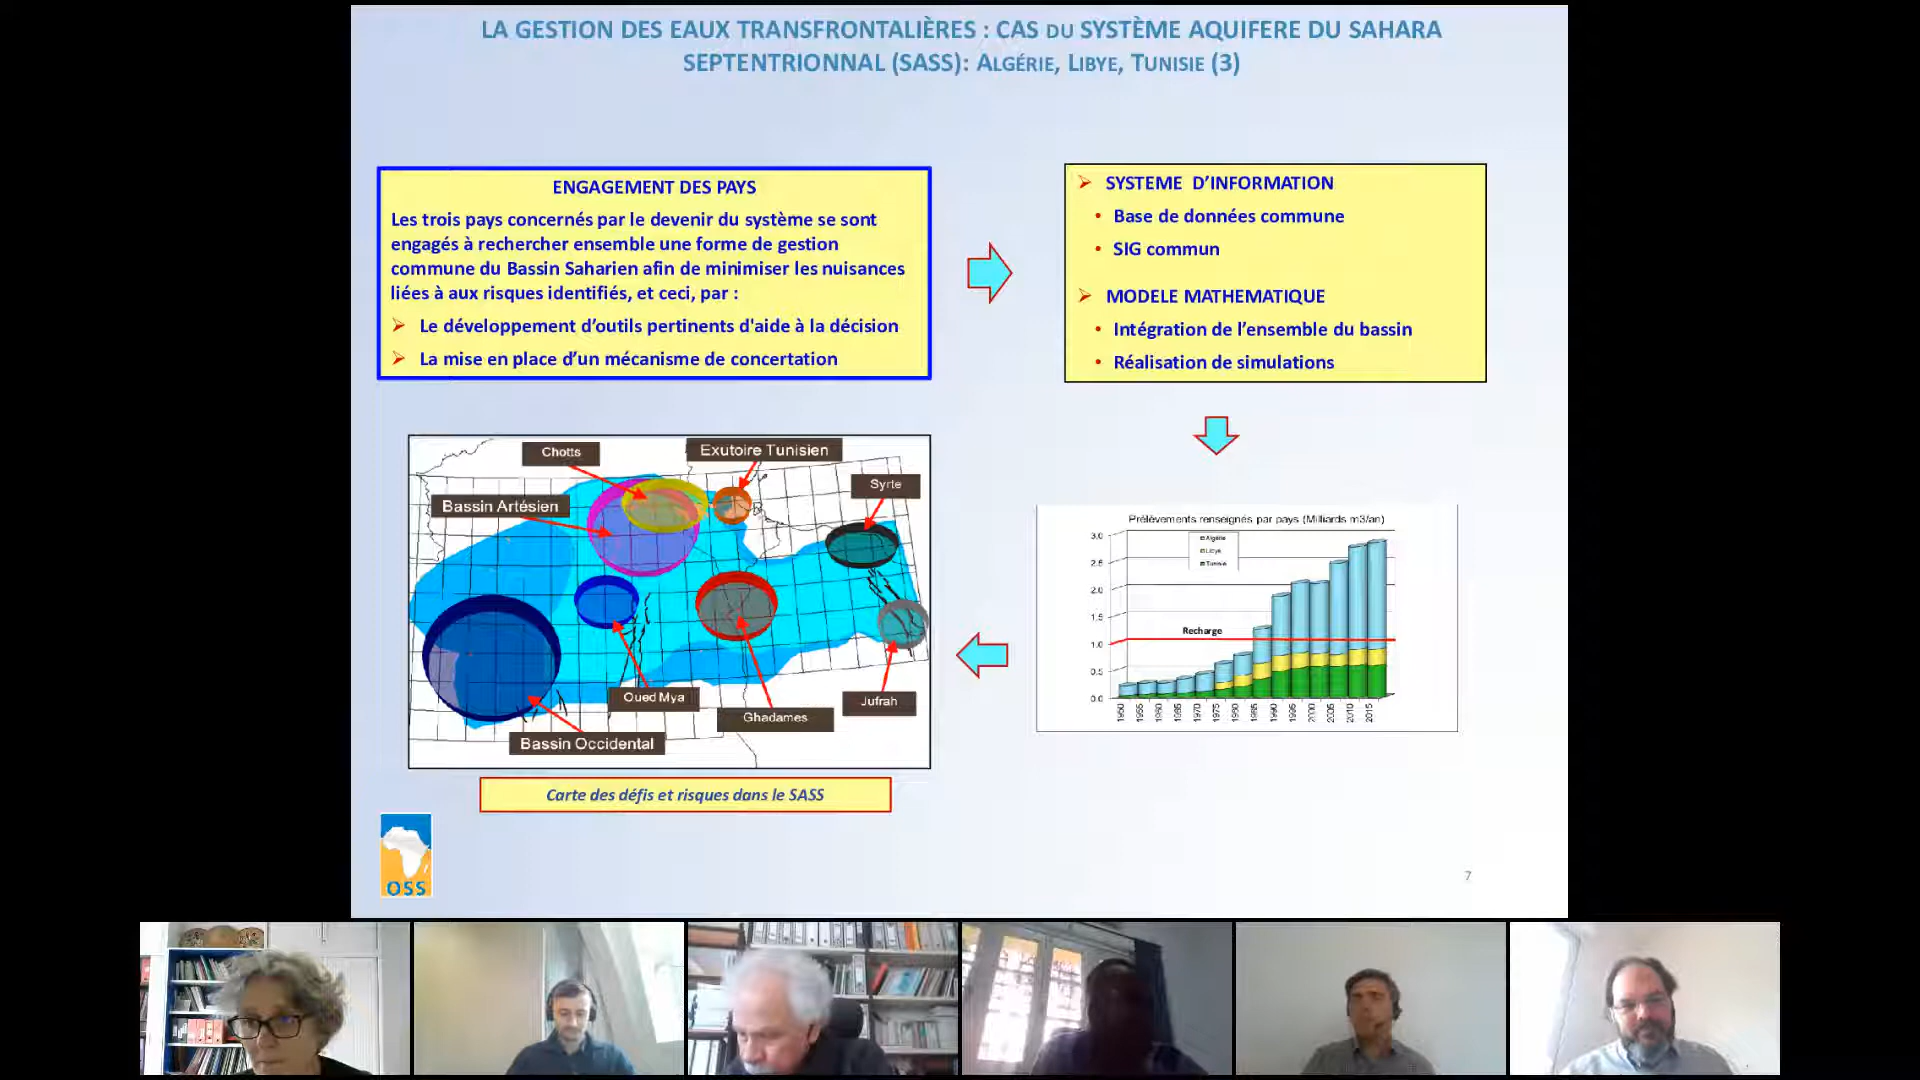 LA GESTION DES EAUX TRANSFRONTALIÈRES : CAS DU SYSTÈME AQUIFERE DU SAHARA
SEPTENTRIONNAL (SASS): ALGÉRIE, LIBYE, TUNISIE (3)
ENGAGEMENT DES PAYS
Les trois pays concernés par le devenir du système se sont
engagés à rechercher ensemble une forme de gestion
commune du Bassin Saharien afin de minimiser les nuisances
liées à aux risques identifiés, et ceci, par :
➢ Le développement d’outils pertinents d'aide à la décision
➢ La mise en place d’un mécanisme de concertation
➢ SYSTEME D’INFORMATION
• Base de données commune
• SIG commun
➢ MODELE MATHEMATIQUE
• Intégration de l’ensemble du bassin
• Réalisation de simulations
Chotts
Exutoire Tunisien
Syrte
Bassin Artésien
Oued Mya
Jufrah
Ghadames
Bassin Occidental
Carte des défis et risques dans le SASS
Prélèvements renseignés par pays (Milliards m3/an)
Algérie
Libye
Tunisie
3.0
2.5
2.0
1.5
1.0
0.5
0.0
Recharge
1950 1955 1960 1965 1970 1975 1980 1985 1990 1995 2000 2005 2010 2015
OSS
7